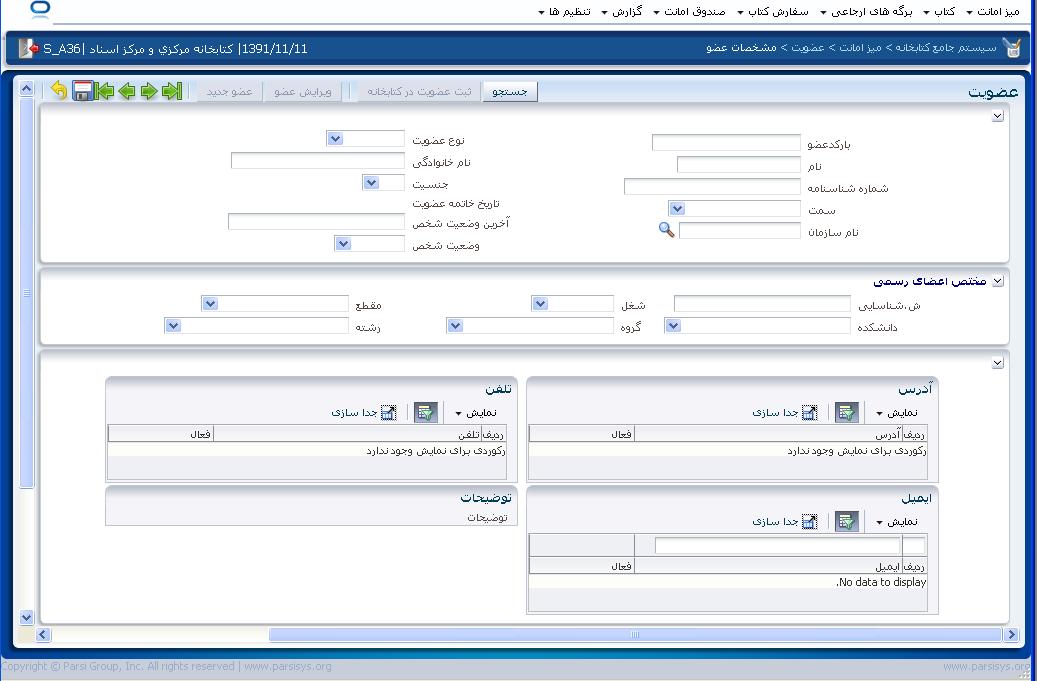 میز امانت کتاب برگه های ارجاعی سفارش کتاب صندوق امانت گزارش تنظیم ها
سیستم جامع کتابخانه > میز امانت > عضویت > مشخصات عضو
1391/11/11| کتابخانه مرکزي و مرکز اسناد |S_A36
عضویت
جستجو ثبت عضویت در کتابخانه ویرایش عضو عضو جدید
بارکدعضو نوع عضویت
نام نام خانوادگی
شماره شناسنامه جنسیت
سمت تاریخ خاتمه عضویت
نام سازمان آخرین وضعیت شخص
وضعیت شخص
مختص اعضای رسمی
ش.شناسایی شغل مقطع
دانشکده گروه رشته
آدرس
نمایش جدا سازی
ردیف آدرس فعال
رکوردی برای نمایش وجود ندارد
تلفن
نمایش جدا سازی
ردیف تلفن فعال
رکوردی برای نمایش وجود ندارد
ایمیل
نمایش جدا سازی
ردیف ایمیل فعال
No data to display.
توضیحات
توضیحات
Copyright © Parsi Group, Inc. All rights reserved | www.parsisys.org
www.parsisys.org